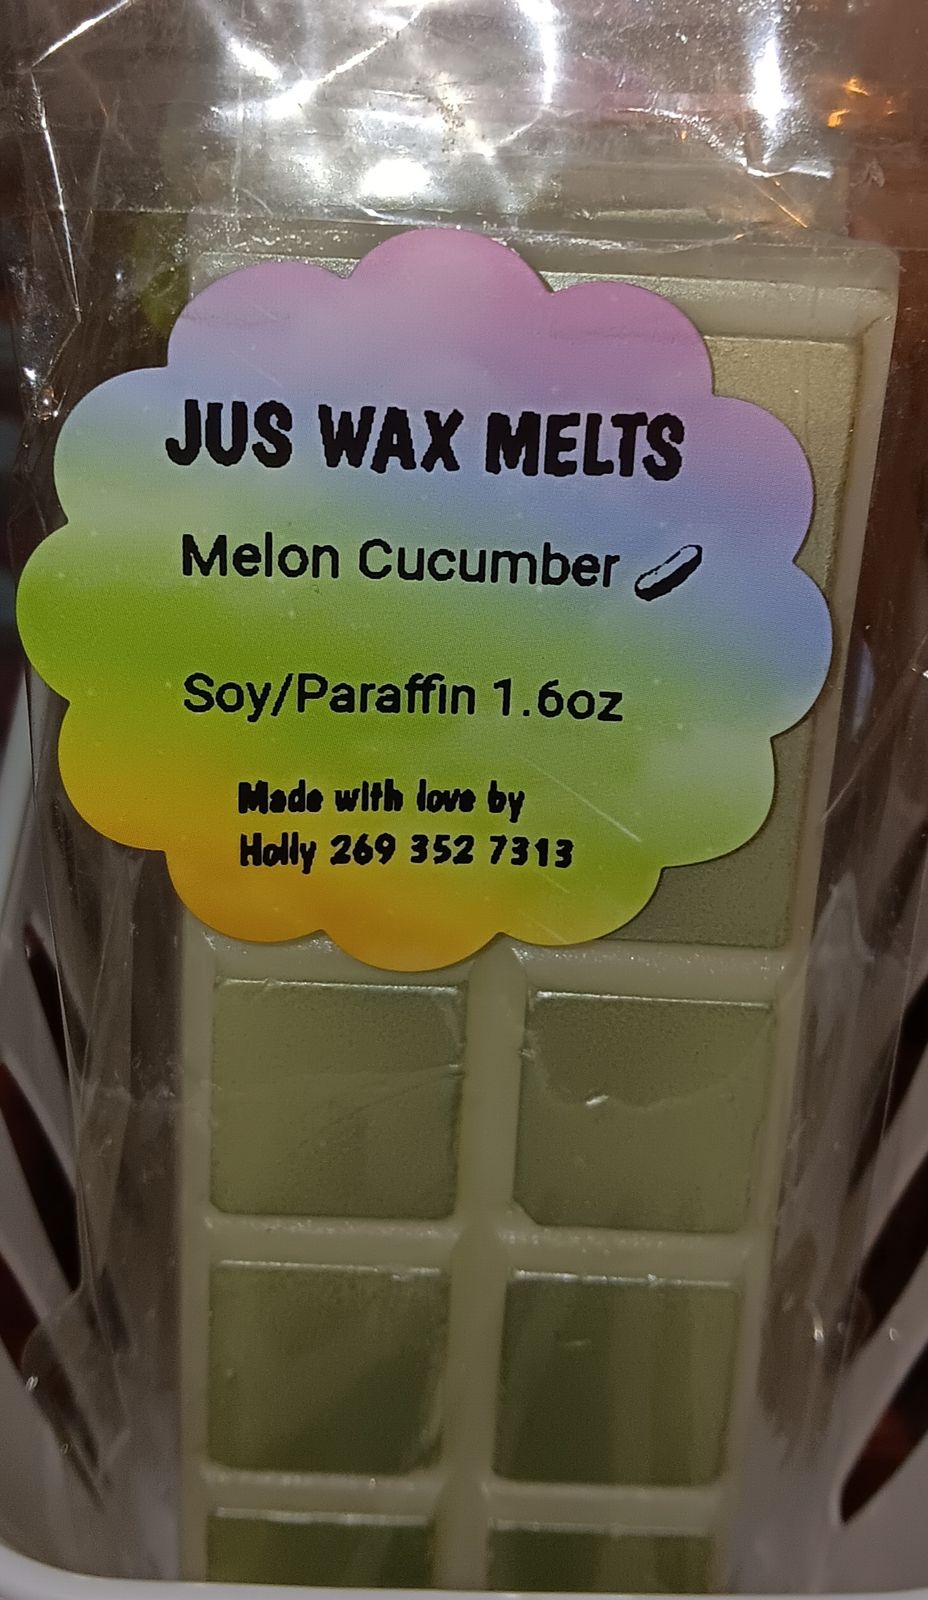 JUS WAX MELTS
Melon Cucumber
Soy/Paraffin 1.6oz
Made with love by
Holly 269 352 7313